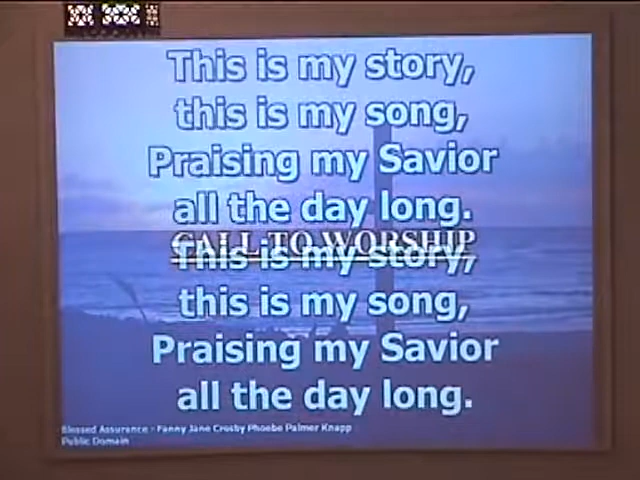 This is my story,
this is my song,
Praising my Savior
all the day long.
CALL TO WORSHIP
This is my story,
this is my song,
Praising my Savior
all the day long.
Blessed Assurance - Fanny Jane Crosby Phoebe Palmer Knapp
Public Domain